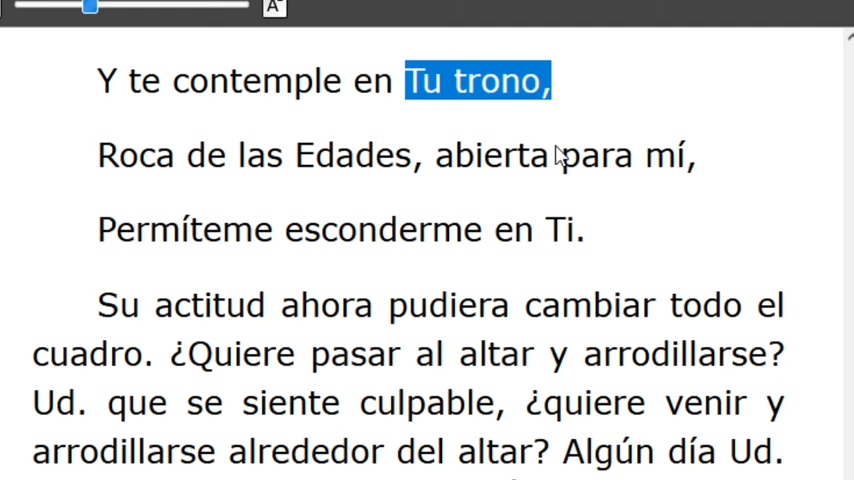 A
Y te contemple en Tu trono,
Roca de las Edades, abierta para mí,
Permíteme esconderme en Ti.
Su actitud ahora pudiera cambiar todo el
cuadro. ¿Quiere pasar al altar y arrodillarse?
Ud. que se siente culpable, ¿quiere venir y
arrodillarse alrededor del altar? Algún día Ud.